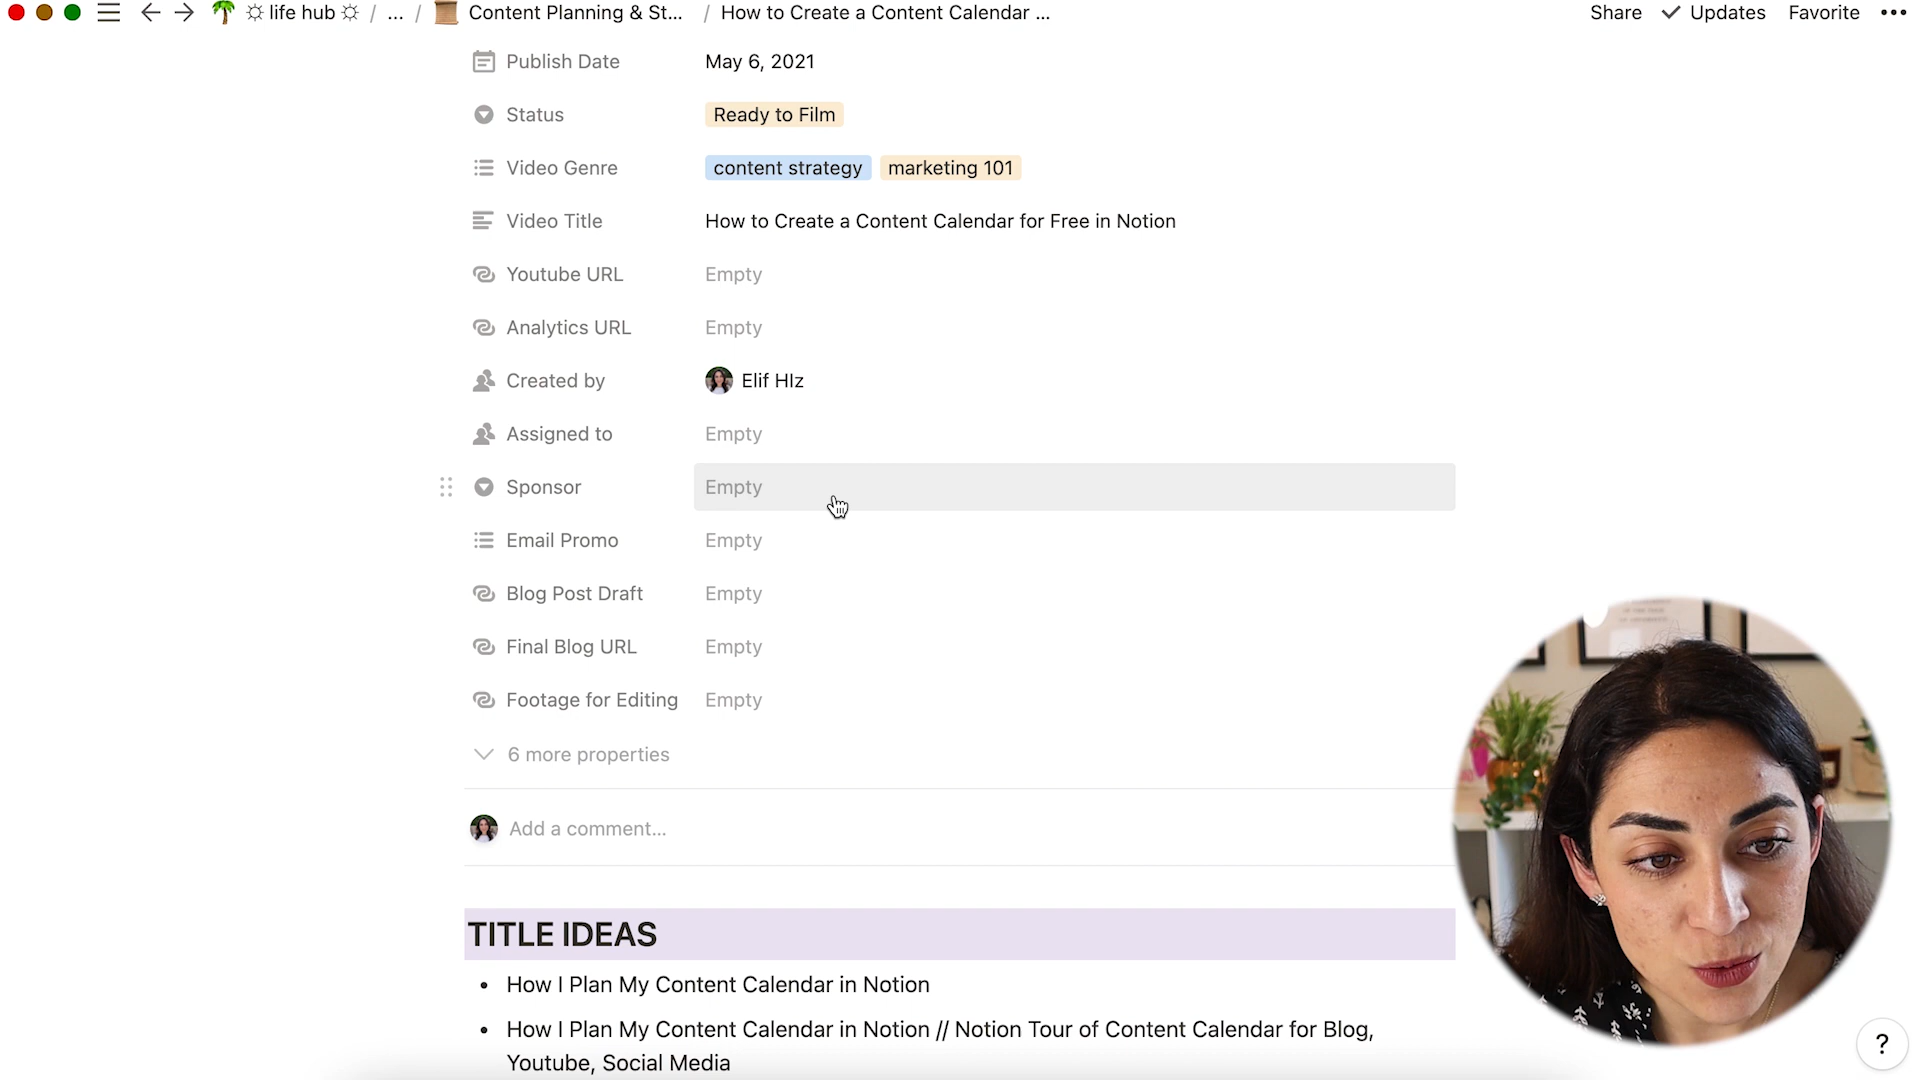 ☼ life hub ☼ / ... / Content Planning & St... / How to Create a Content Calendar ...
Share ✓ Updates Favorite •••
Publish Date May 6, 2021
Status Ready to Film
Video Genre content strategy marketing 101
Video Title How to Create a Content Calendar for Free in Notion
Youtube URL Empty
Analytics URL Empty
Created by Elif HIz
Assigned to Empty
Sponsor Empty
Email Promo Empty
Blog Post Draft Empty
Final Blog URL Empty
Footage for Editing Empty
6 more properties
Add a comment...
TITLE IDEAS
• How I Plan My Content Calendar in Notion
• How I Plan My Content Calendar in Notion // Notion Tour of Content Calendar for Blog,
Youtube, Social Media
?